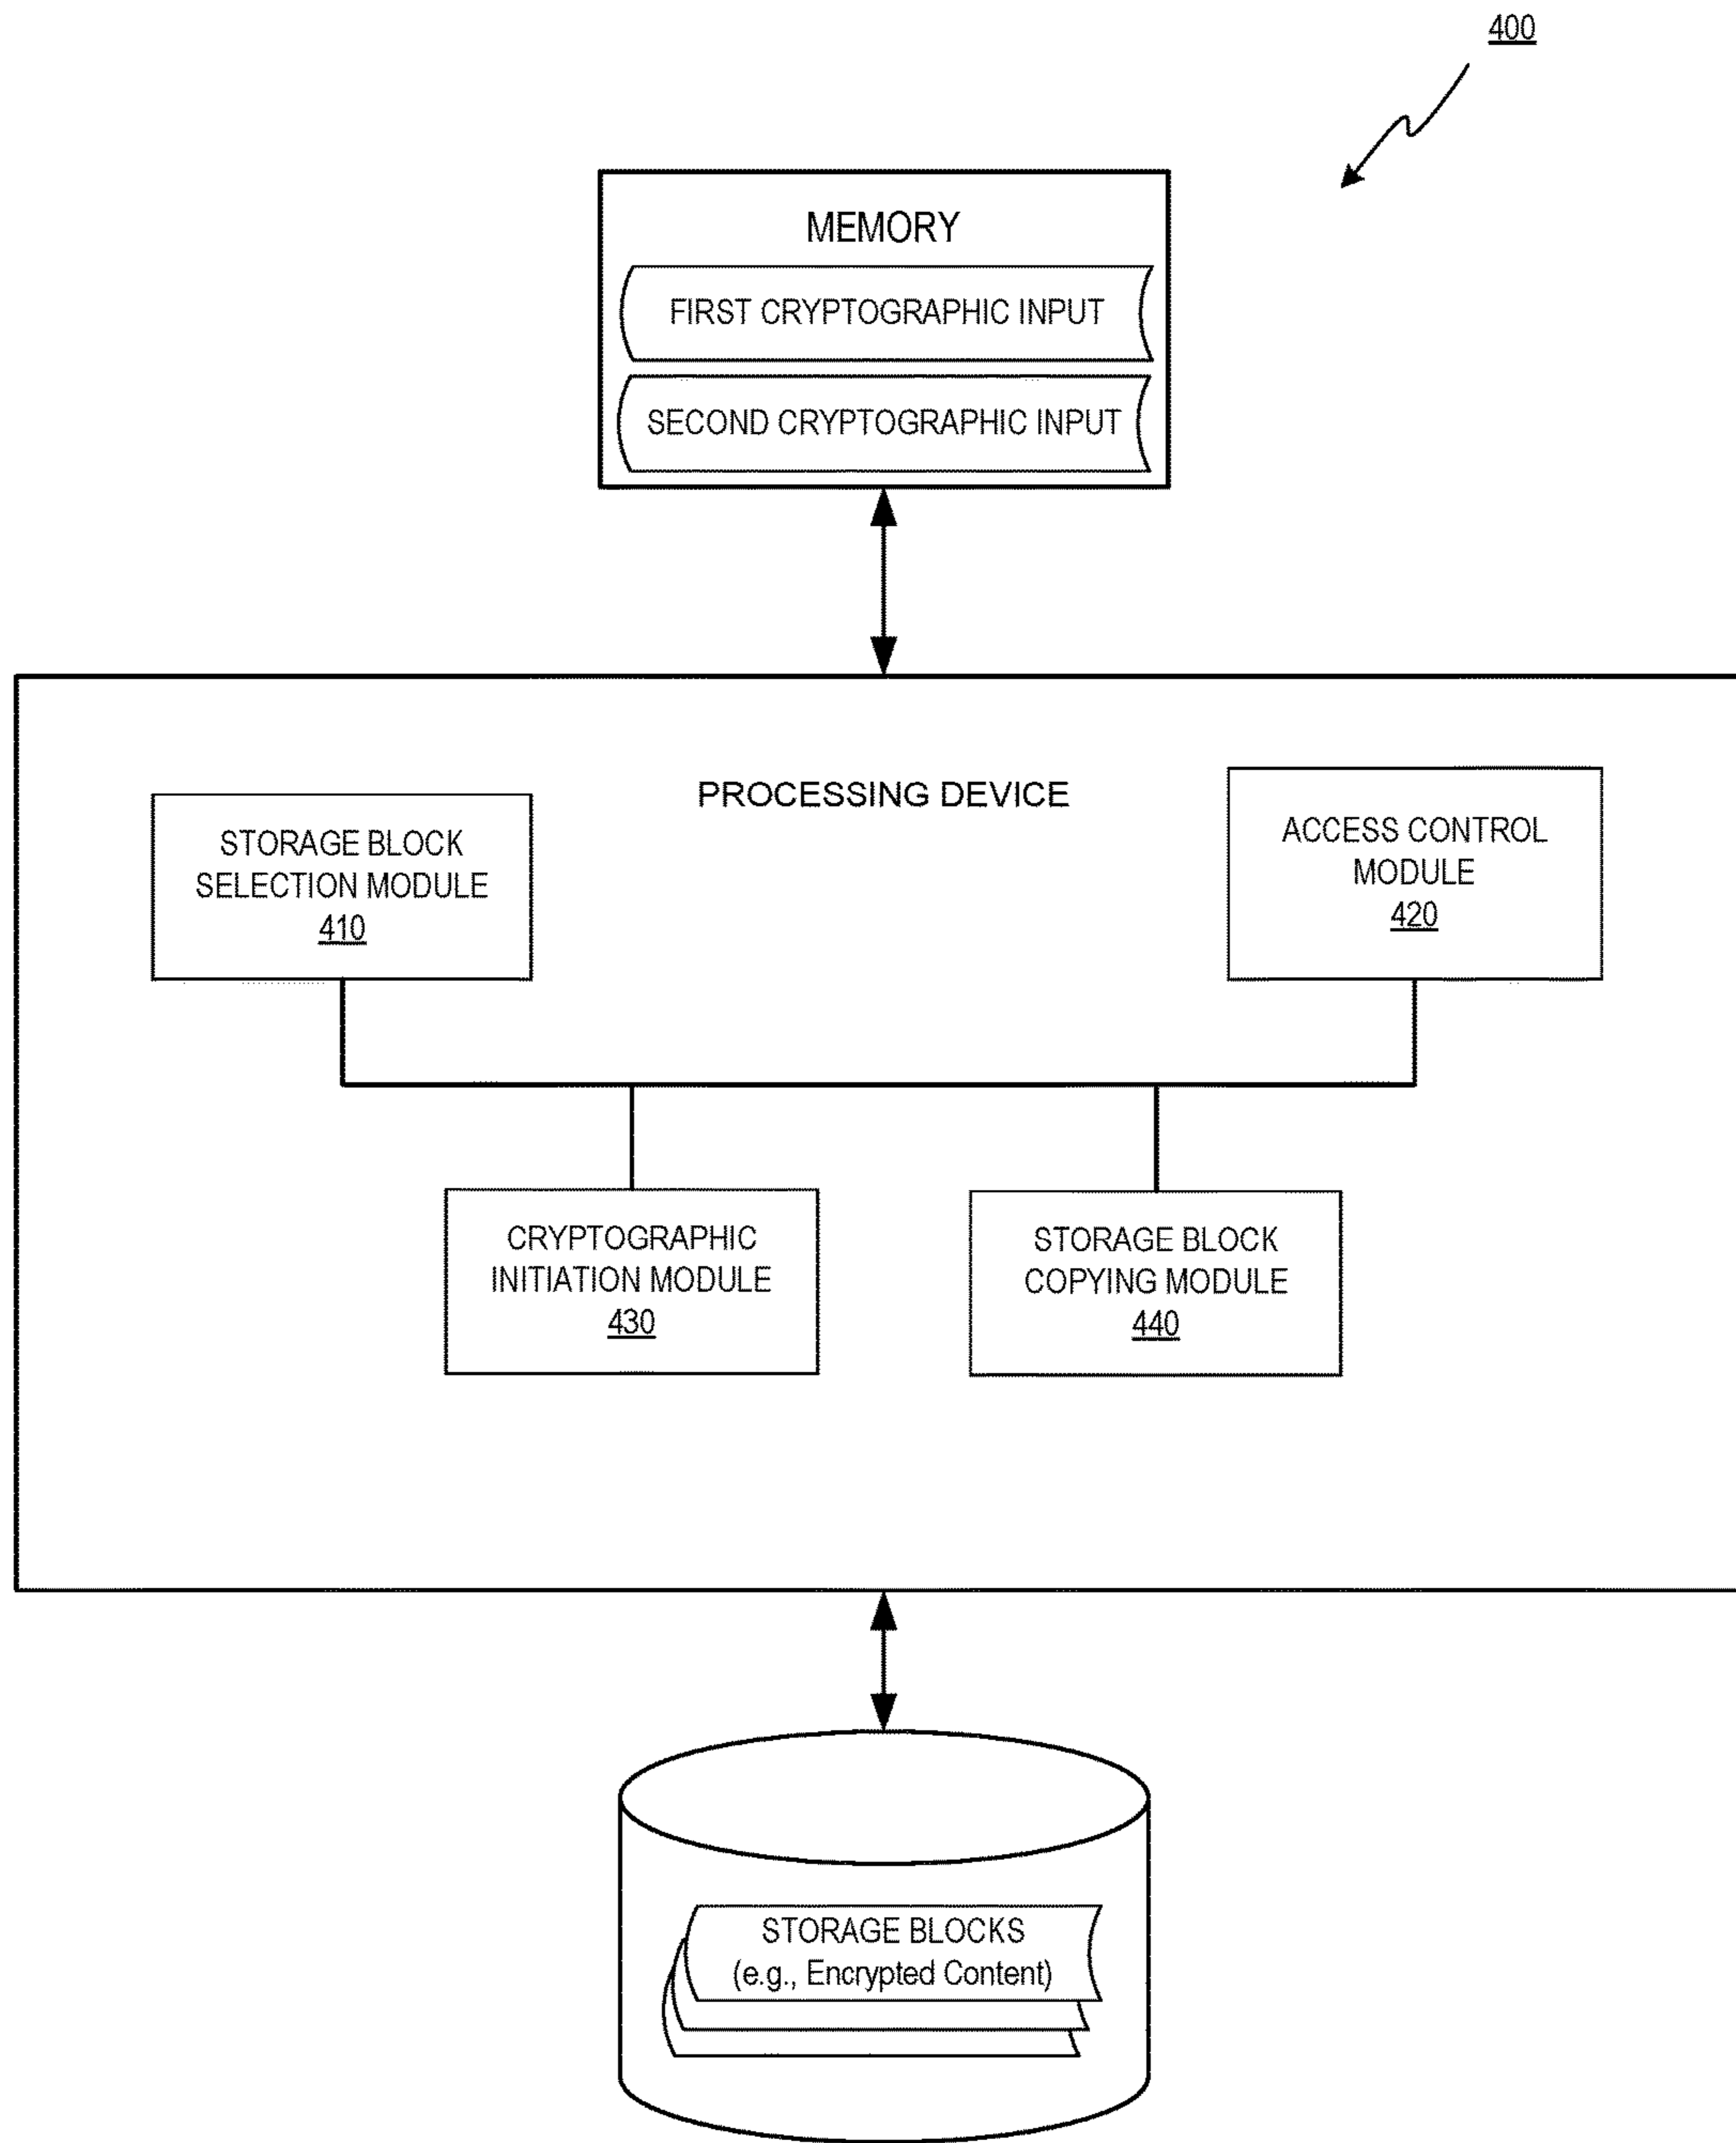 400
MEMORY
FIRST CRYPTOGRAPHIC INPUT
SECOND CRYPTOGRAPHIC INPUT
PROCESSING DEVICE
STORAGE BLOCK
SELECTION MODULE
410
ACCESS CONTROL
MODULE
420
CRYPTOGRAPHIC
INITIATION MODULE
430
STORAGE BLOCK
COPYING MODULE
440
STORAGE BLOCKS
(e.g., Encrypted Content)